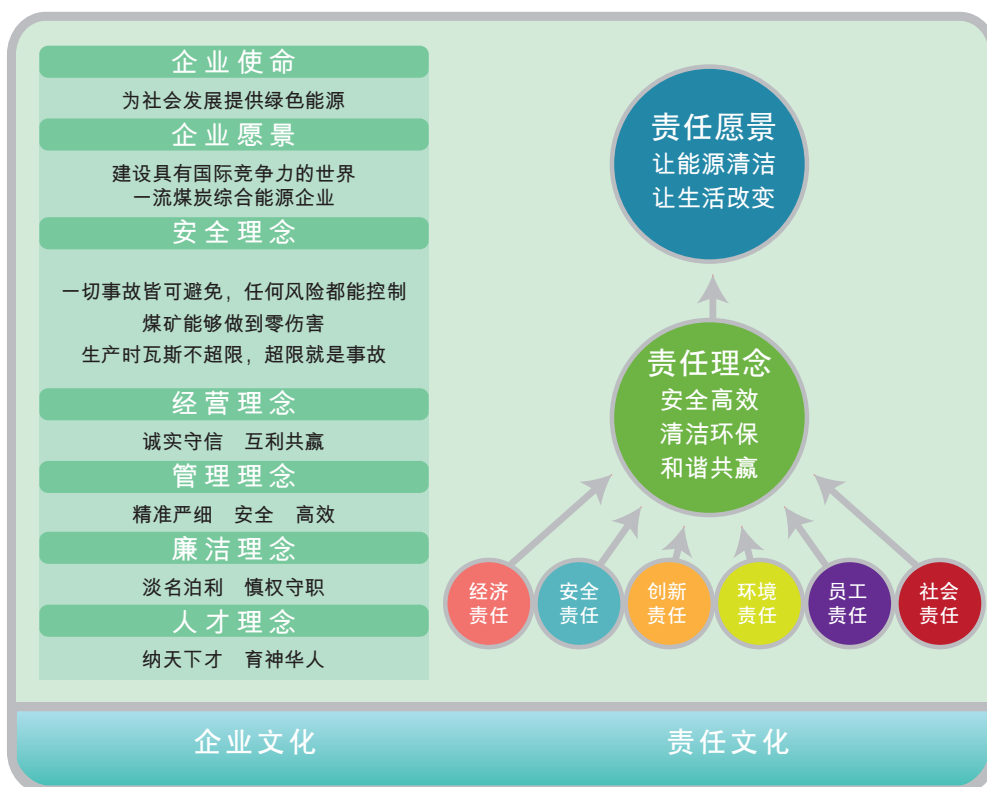 企业使命
为社会发展提供绿色能源
企业愿景
建设具有国际竞争力的世界
一流煤炭综合能源企业
安全理念
一切事故皆可避免，任何风险都能控制
煤矿能够做到零伤害
生产时瓦斯不超限，超限就是事故
经营理念
诚实守信　互利共赢
管理理念
精准严细　安全　高效
廉洁理念
淡名泊利　慎权守职
人才理念
纳天下才　育神华人
企业文化
责任愿景
让能源清洁
让生活改变
责任理念
安全高效
清洁环保
和谐共赢
经济
责任
安全
责任
创新
责任
环境
责任
员工
责任
社会
责任
责任文化